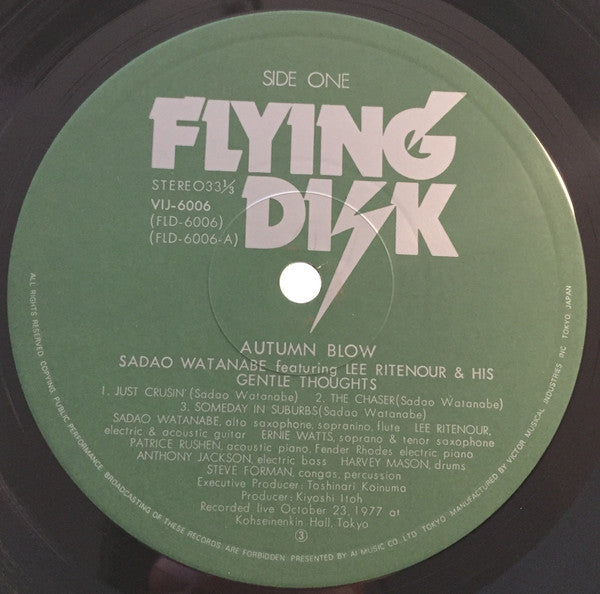 SIDE ONE
FLYING
DISK
STEREO33⅓
VIJ-6006
(FLD-6006)
(FLD-6006-A)
AUTUMN BLOW
SADAO WATANABE featuring LEE RITENOUR & HIS
GENTLE THOUGHTS
1. JUST CRUSIN'(Sadao Watanabe) 2. THE CHASER(Sadao Watanabe)
3. SOMEDAY IN SUBURBS(Sadao Watanabe)
SADAO WATANABE, alto saxophone, sopranino, flute LEE RITENOUR,
electric & acoustic guitar ERNIE WATTS, soprano & tenor saxophone
PATRICE RUSHEN, acoustic piano, Fender Rhodes electric piano
ANTHONY JACKSON, electric bass HARVEY MASON, drums
STEVE FORMAN, congas, percussion
Executive Producer: Toshinari Koinuma
Producer: Kiyoshi Itoh
Recorded live October 23, 1977 at
Kohseinenkin Hall, Tokyo
③
ALL RIGHTS RESERVED COPYING PUBLIC PERFORMANCE BROADCASTING OF THESE RECORDS ARE FORBIDDEN. PRESENTED BY AI MUSIC CO., LTD. TOKYO. MANUFACTURED BY VICTOR MUSICAL INDUSTRIES INC TOKYO JAPAN